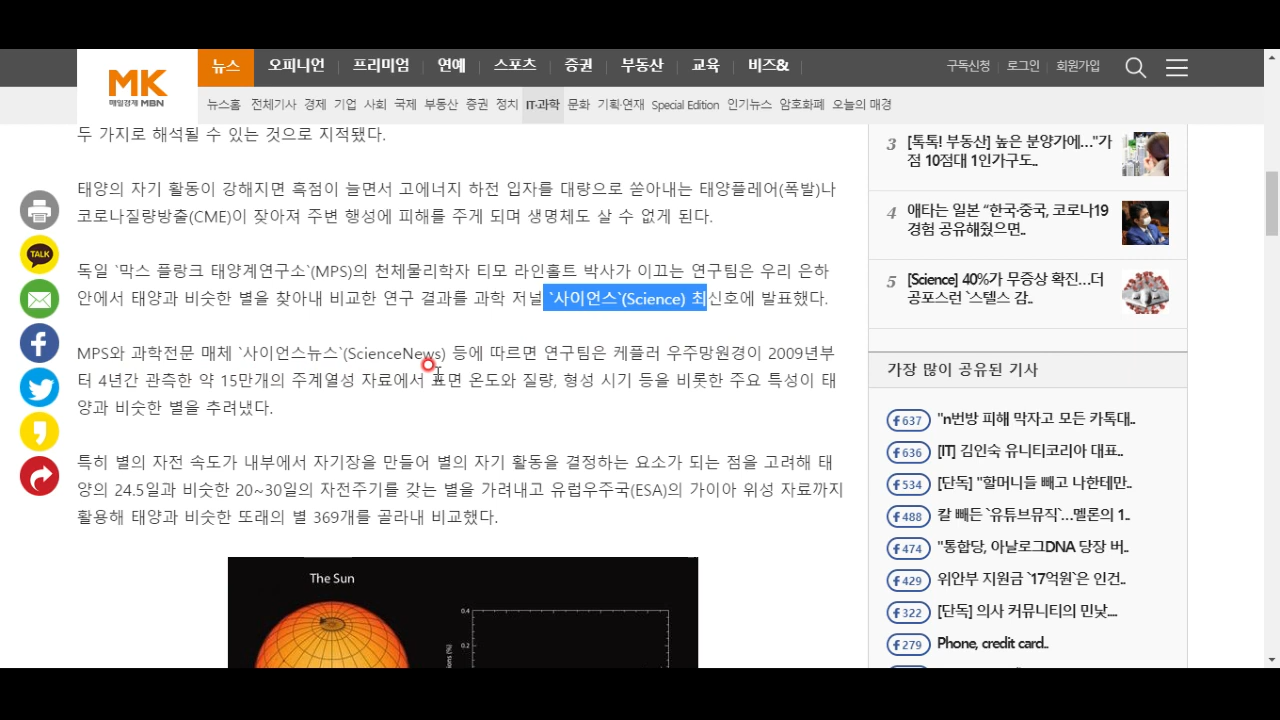 MK
매일경제 MBN
뉴스 오피니언 프리미엄 연예 스포츠 증권 부동산 교육 비즈&
구독신청 로그인 회원가입
뉴스홈 전체기사 경제 기업 사회 국제 부동산 증권 정치 IT·과학 문화 기획·연재 Special Edition 인기뉴스 암호화폐 오늘의 매경
두 가지로 해석될 수 있는 것으로 지적됐다.
태양의 자기 활동이 강해지면 흑점이 늘면서 고에너지 하전 입자를 대량으로 쏟아내는 태양플레어(폭발)나
코로나질량방출(CME)이 잦아져 주변 행성에 피해를 주게 되며 생명체도 살 수 없게 된다.
독일 `막스 플랑크 태양계연구소`(MPS)의 천체물리학자 티모 라인홀트 박사가 이끄는 연구팀은 우리 은하
안에서 태양과 비슷한 별을 찾아내 비교한 연구 결과를 과학 저널 `사이언스`(Science) 최신호에 발표했다.
MPS와 과학전문 매체 `사이언스뉴스`(ScienceNews) 등에 따르면 연구팀은 케플러 우주망원경이 2009년부
터 4년간 관측한 약 15만개의 주계열성 자료에서 표면 온도와 질량, 형성 시기 등을 비롯한 주요 특성이 태
양과 비슷한 별을 추려냈다.
특히 별의 자전 속도가 내부에서 자기장을 만들어 별의 자기 활동을 결정하는 요소가 되는 점을 고려해 태
양의 24.5일과 비슷한 20~30일의 자전주기를 갖는 별을 가려내고 유럽우주국(ESA)의 가이아 위성 자료까지
활용해 태양과 비슷한 또래의 별 369개를 골라내 비교했다.
The Sun
0.4
0.2
TALK
3 [톡톡! 부동산] 높은 분양가에…"가
점 10점대 1인가구도..
4 애타는 일본 “한국·중국, 코로나19
경험 공유해줬으면..
5 [Science] 40%가 무증상 확진…더
공포스런 `스텔스 감..
가장 많이 공유된 기사
637 "n번방 피해 막자고 모든 카톡대..
636 [IT] 김인숙 유니티코리아 대표..
534 [단독] "할머니들 빼고 나한테만..
488 칼 빼든 `유튜브뮤직`…멜론의 1..
474 "통합당, 아날로그DNA 당장 버..
429 위안부 지원금 `17억원`은 인건..
322 [단독] 의사 커뮤니티의 민낯....
279 Phone, credit card..